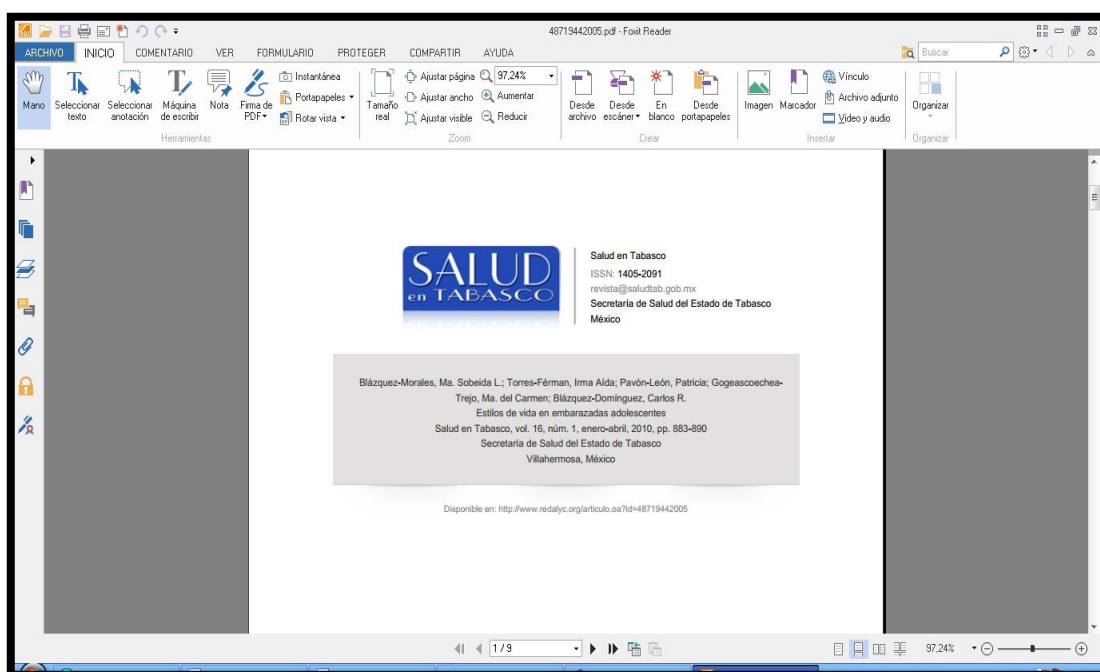 48719442005.pdf - Foxit Reader
ARCHIVO INICIO COMENTARIO VER FORMULARIO PROTEGER COMPARTIR AYUDA
Buscar
Mano
Seleccionar texto
Seleccionar anotación
Máquina de escribir
Nota
Firma de PDF
Instantánea
Portapapeles
Rotar vista
Herramientas
Tamaño real
Ajustar página
Ajustar ancho
Ajustar visible
97,24%
Aumentar
Reducir
Zoom
Desde archivo
Desde escáner
En blanco
Desde portapapeles
Crear
Imagen
Marcador
Vínculo
Archivo adjunto
Video y audio
Insertar
Organizar
Organizar
SALUD
en TABASCO
Salud en Tabasco
ISSN: 1405-2091
revista@saludtab.gob.mx
Secretaría de Salud del Estado de Tabasco
México
Blázquez-Morales, Ma. Sobeida L.; Torres-Férman, Irma Aída; Pavón-León, Patricia; Gogeascoechea-
Trejo, Ma. del Carmen; Blázquez-Domínguez, Carlos R.
Estilos de vida en embarazadas adolescentes
Salud en Tabasco, vol. 16, núm. 1, enero-abril, 2010, pp. 883-890
Secretaría de Salud del Estado de Tabasco
Villahermosa, México
Disponible en: http://www.redalyc.org/articulo.oa?id=48719442005
1 / 9
97,24%